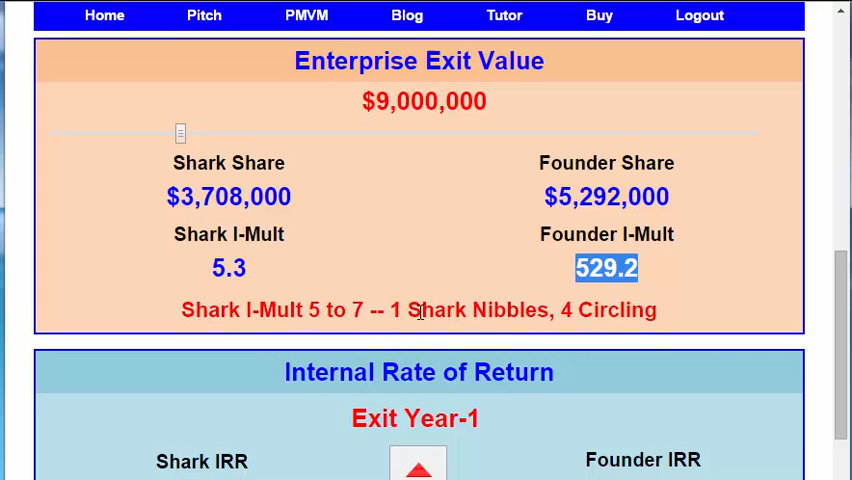 Home Pitch PMVM Blog Tutor Buy Logout
Enterprise Exit Value
$9,000,000
Shark Share Founder Share
$3,708,000 $5,292,000
Shark I-Mult Founder I-Mult
5.3 529.2
Shark I-Mult 5 to 7 -- 1 Shark Nibbles, 4 Circling
Internal Rate of Return
Exit Year-1
Shark IRR Founder IRR